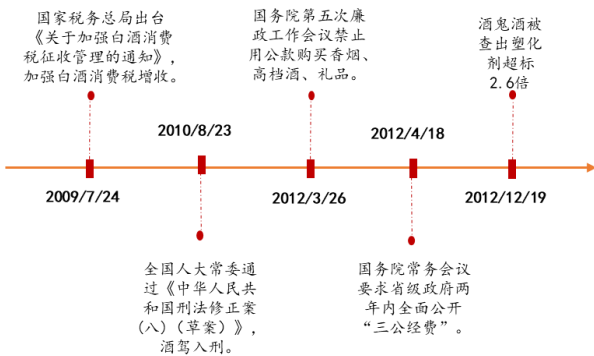 国家税务总局出台
《关于加强白酒消费
税征收管理的通知》，
加强白酒消费税增收。
国务院第五次廉
政工作会议禁止
用公款购买香烟、
高档酒、礼品。
酒鬼酒被
查出塑化
剂超标
2.6倍
2010/8/23
2012/4/18
2009/7/24
2012/3/26
2012/12/19
全国人大常委通
过《中华人民共
和国刑法修正案
(八)（草案）》，
酒驾入刑。
国务院常务会议
要求省级政府两
年内全面公开
“三公经费”。